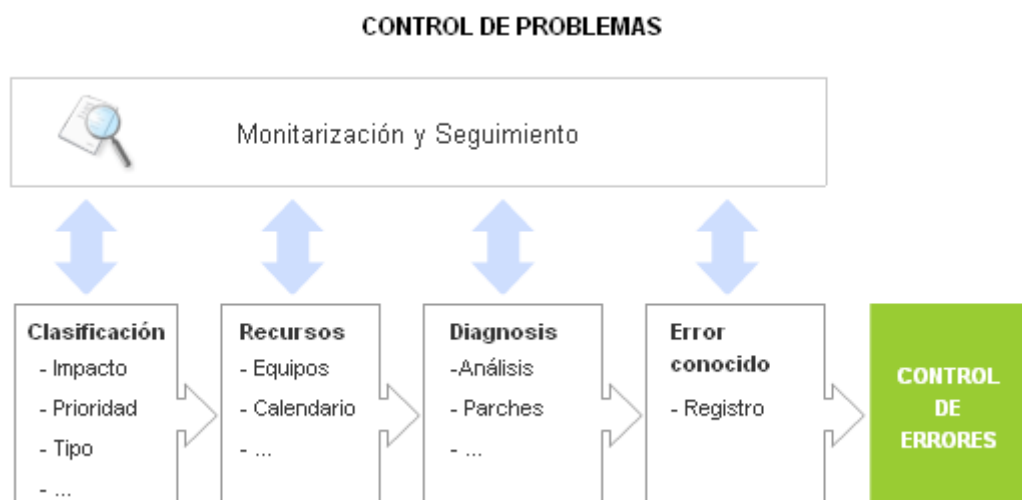 CONTROL DE PROBLEMAS
Monitarización y Seguimiento
Clasificación
- Impacto
- Prioridad
- Tipo
- ...
Recursos
- Equipos
- Calendario
- ...
Diagnosis
-Análisis
- Parches
- ...
Error
conocido
- Registro
CONTROL
DE
ERRORES